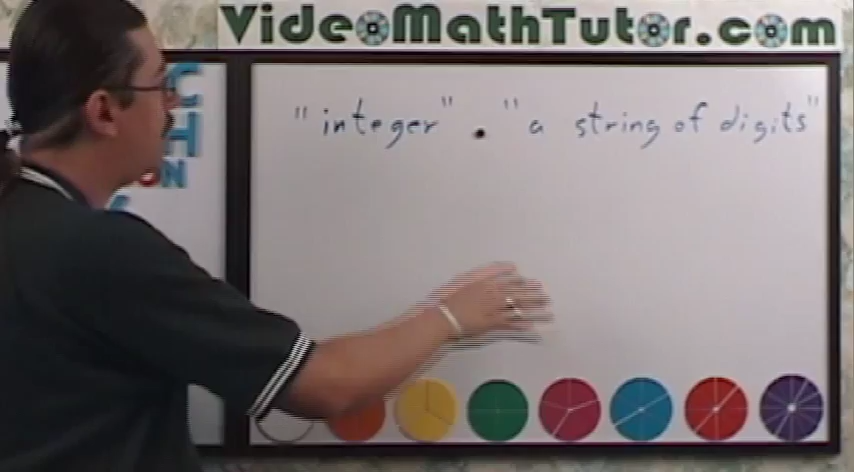 VideoMathTutor.com
"integer" . "a string of digits"